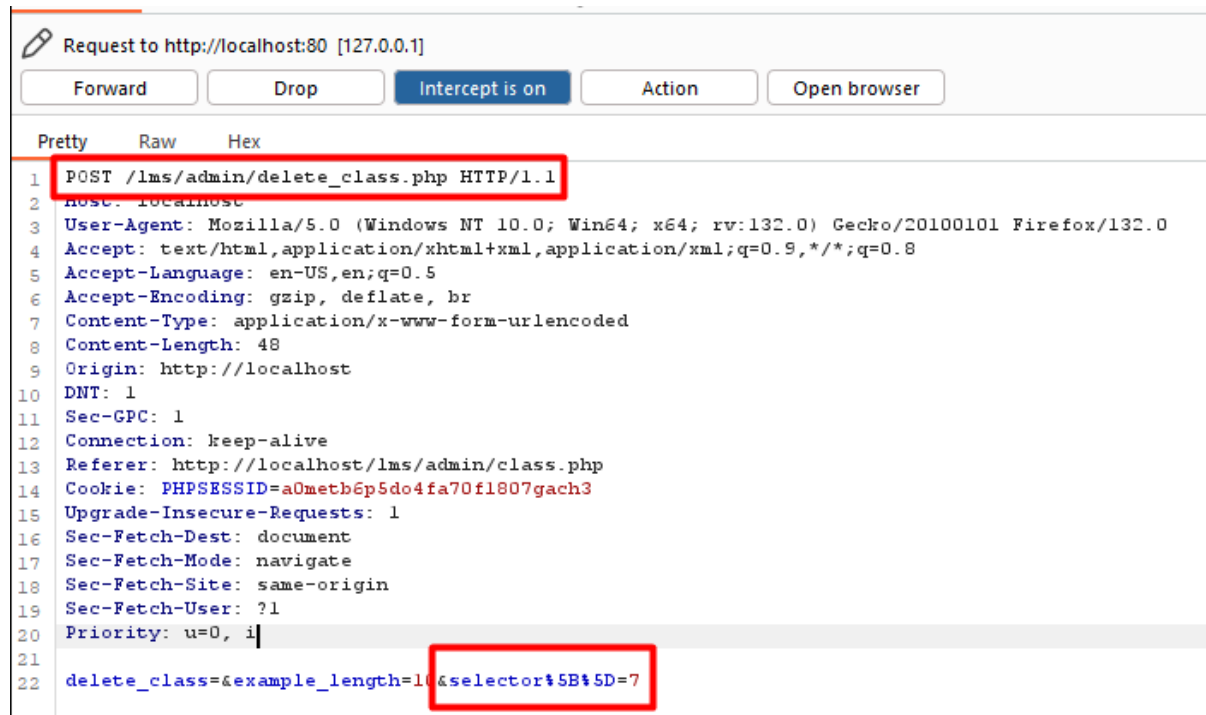 Request to http://localhost:80 [127.0.0.1]
Forward Drop Intercept is on Action Open browser
Pretty Raw Hex
1 POST /lms/admin/delete_class.php HTTP/1.1
2 Host: localhost
3 User-Agent: Mozilla/5.0 (Windows NT 10.0; Win64; x64; rv:132.0) Gecko/20100101 Firefox/132.0
4 Accept: text/html,application/xhtml+xml,application/xml;q=0.9,*/*;q=0.8
5 Accept-Language: en-US,en;q=0.5
6 Accept-Encoding: gzip, deflate, br
7 Content-Type: application/x-www-form-urlencoded
8 Content-Length: 48
9 Origin: http://localhost
10 DNT: 1
11 Sec-GPC: 1
12 Connection: keep-alive
13 Referer: http://localhost/lms/admin/class.php
14 Cookie: PHPSESSID=a0metb6p5do4fa70f1807gach3
15 Upgrade-Insecure-Requests: 1
16 Sec-Fetch-Dest: document
17 Sec-Fetch-Mode: navigate
18 Sec-Fetch-Site: same-origin
19 Sec-Fetch-User: ?1
20 Priority: u=0, i
21
22 delete_class=&example_length=10&selector%5B%5D=7